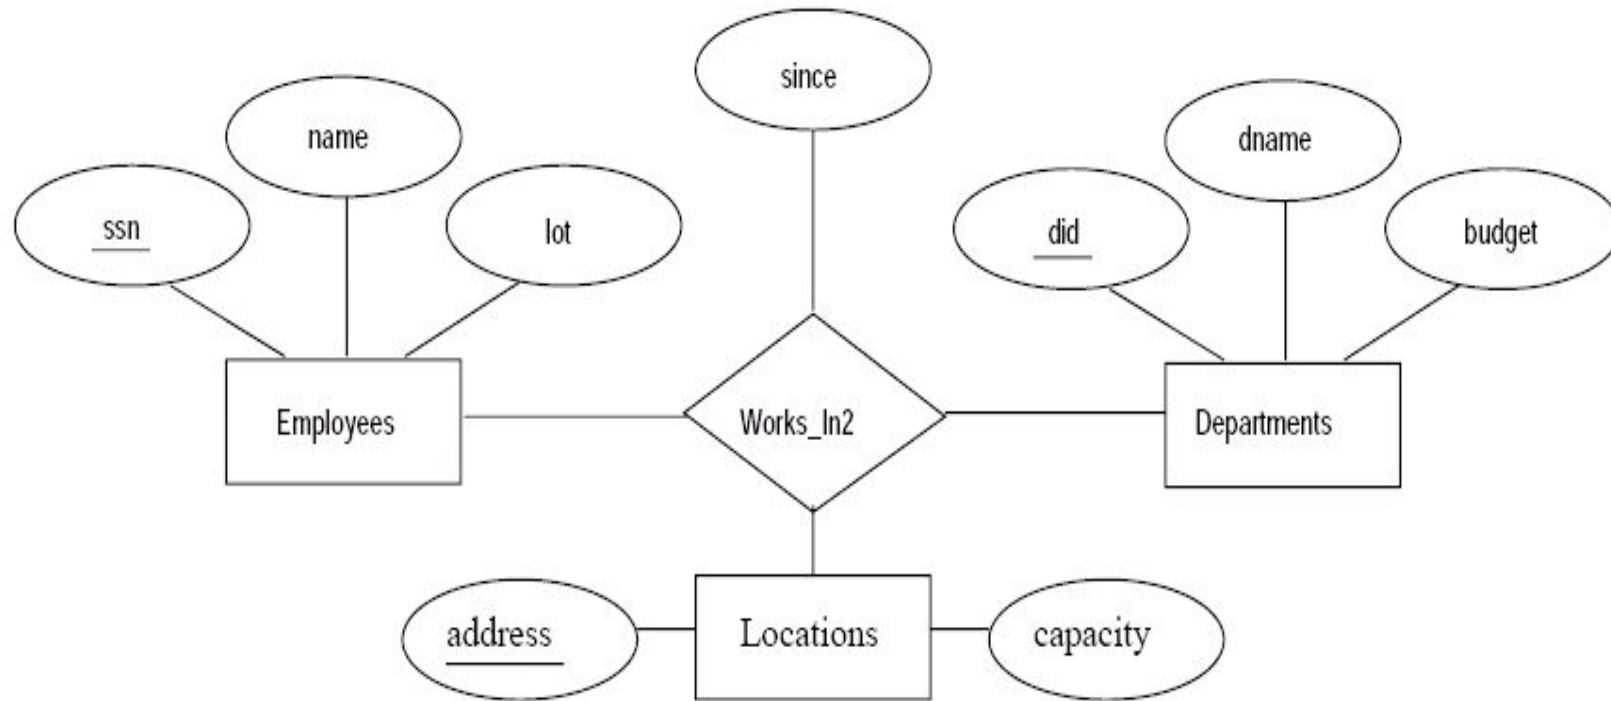 since
name
dname
ssn
lot
did
budget
Employees
Works_In2
Departments
address
Locations
capacity